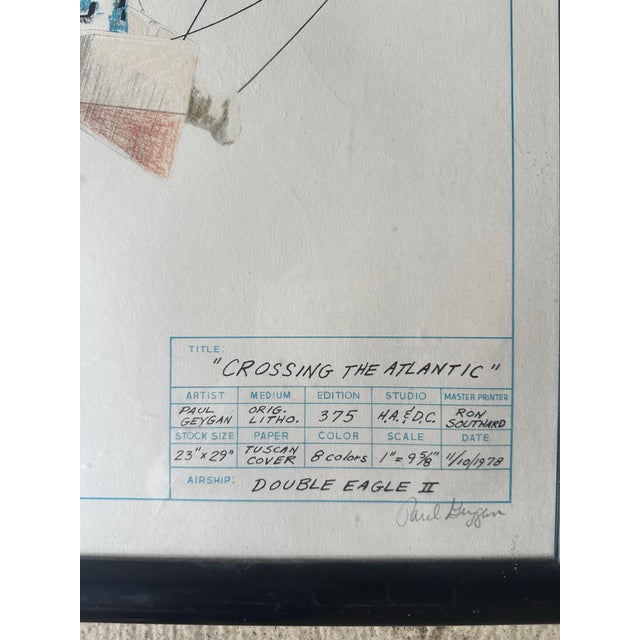 TITLE:
"CROSSING THE ATLANTIC"
ARTIST MEDIUM EDITION STUDIO MASTER PRINTER
PAUL GEYGAN ORIG. LITHO. 375 H.A. & D.C. RON SOUTHARD
STOCK SIZE PAPER COLOR SCALE DATE
23" x 29" TUSCAN COVER 8 COLORS 1" = 9 5/8" 11/10/1978
AIRSHIP: DOUBLE EAGLE II
Paul Geygan